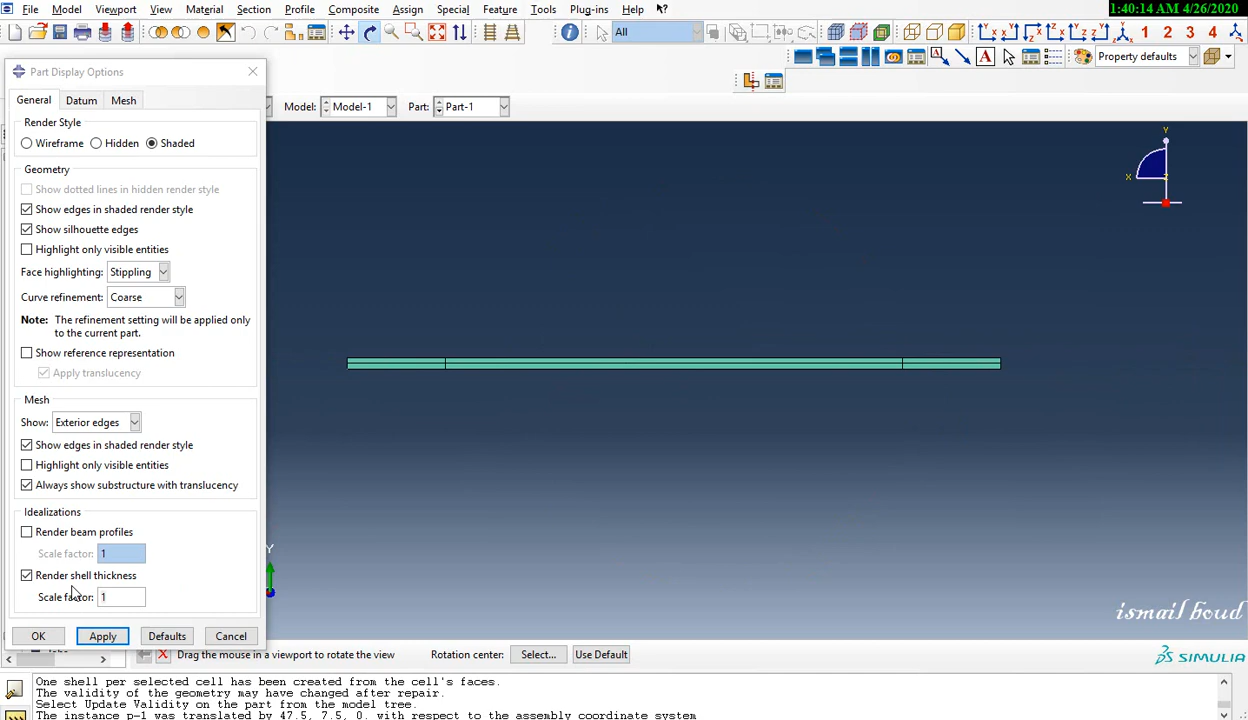 File Model Viewport View Material Section Profile Composite Assign Special Feature Tools Plug-ins Help
1:40:14 AM 4/26/2020
All
1 2 3 4
Property defaults
Part Display Options
General Datum Mesh
Model: Model-1 Part: Part-1
Render Style
Wireframe Hidden Shaded
Geometry
Show dotted lines in hidden render style
Show edges in shaded render style
Show silhouette edges
Highlight only visible entities
Face highlighting: Stippling
Curve refinement: Coarse
Note: The refinement setting will be applied only
to the current part.
Show reference representation
Apply translucency
Mesh
Show: Exterior edges
Show edges in shaded render style
Highlight only visible entities
Always show substructure with translucency
Idealizations
Render beam profiles
Scale factor: 1
Render shell thickness
Scale factor: 1
OK Apply Defaults Cancel
Y
X
Z
Y
ismail boud
Drag the mouse in a viewport to rotate the view Rotation center: Select... Use Default
SIMULIA
One shell per selected cell has been created from the cell's faces.
The validity of the geometry may have changed after repair.
Select Update Validity on the part from the model tree.
The instance p-1 was translated by 47.5, 7.5, 0. with respect to the assembly coordinate system